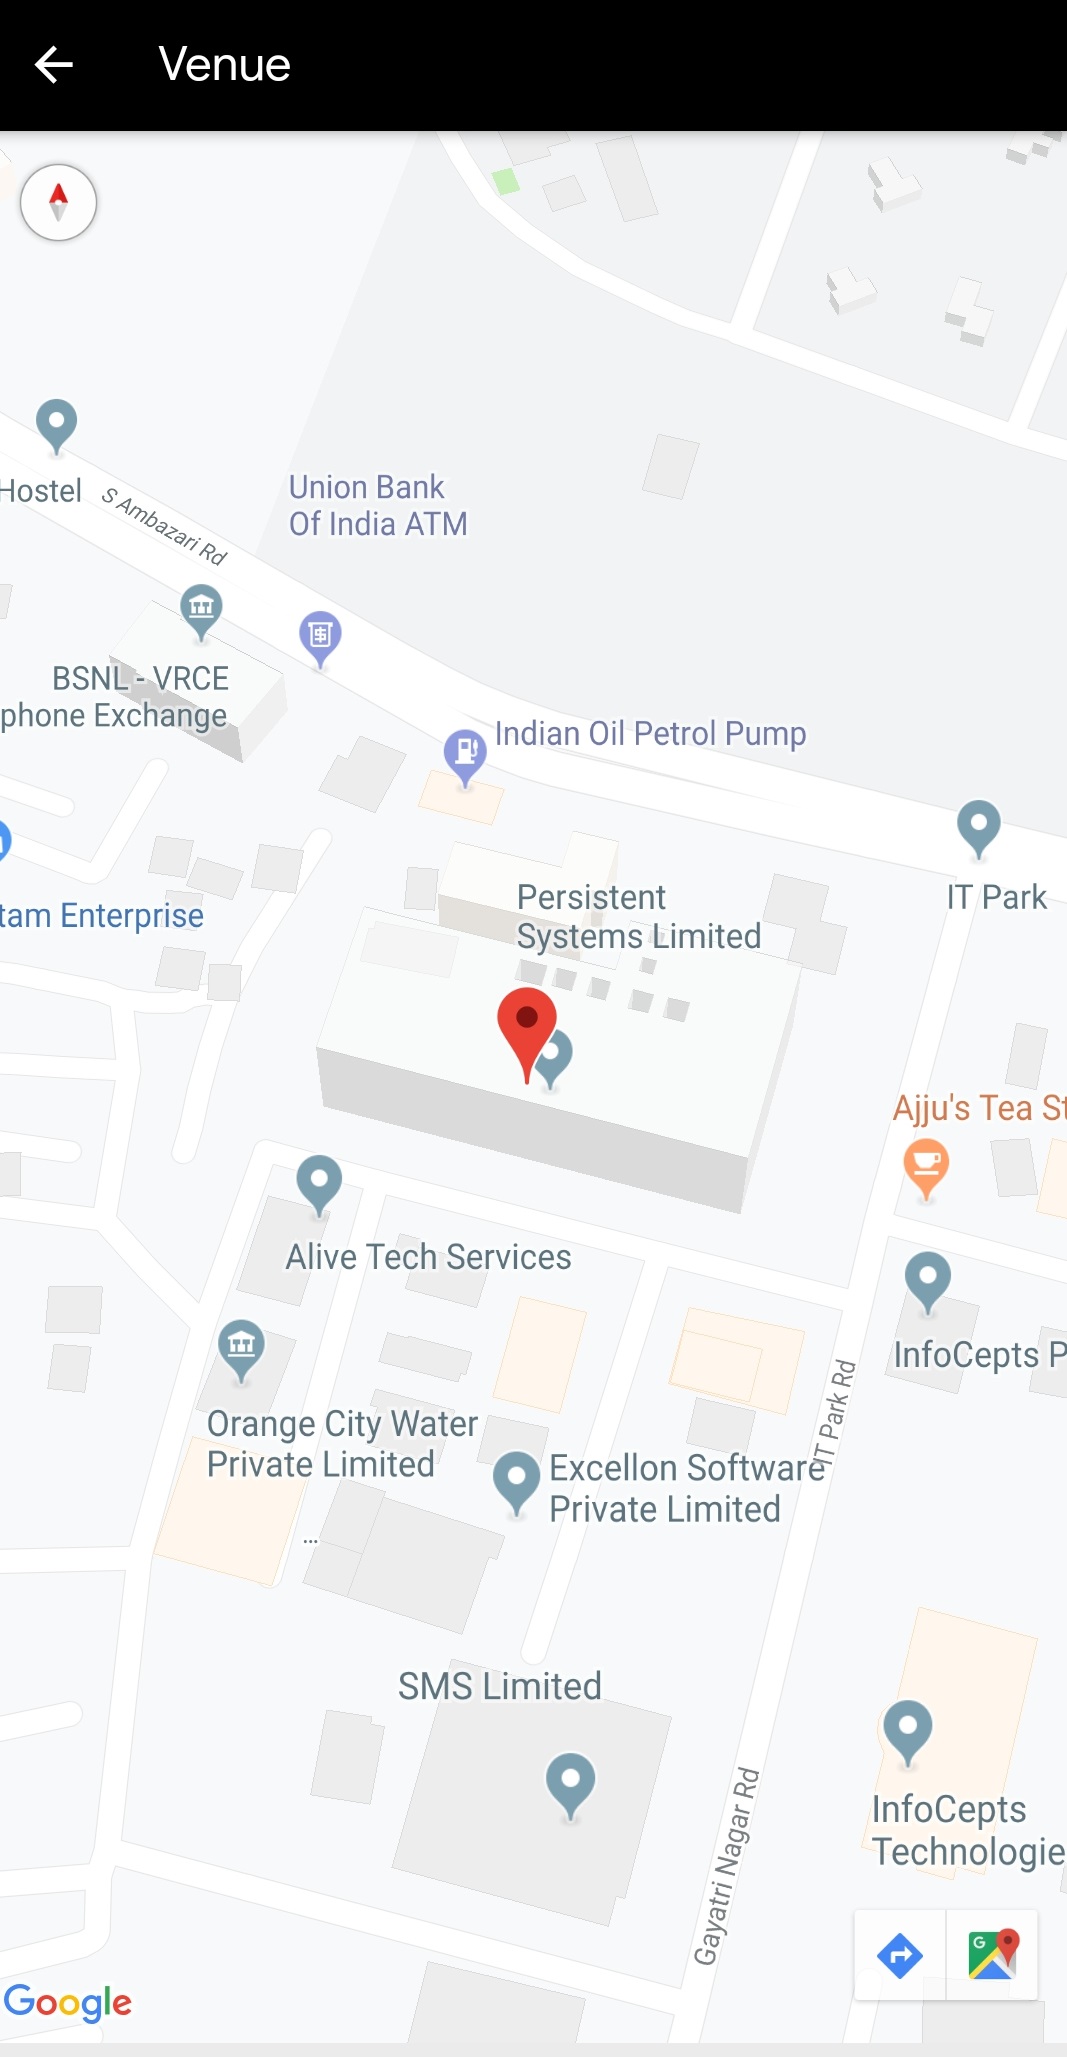 Venue
Hostel
S Ambazari Rd
Union Bank
Of India ATM
BSNL - VRCE
phone Exchange
Indian Oil Petrol Pump
IT Park
Persistent
Systems Limited
tam Enterprise
Ajju's Tea St
Alive Tech Services
InfoCepts P
Orange City Water
Private Limited
IT Park Rd
Excellon Software
Private Limited
...
SMS Limited
Gayatri Nagar Rd
InfoCepts
Technologie
G
Google